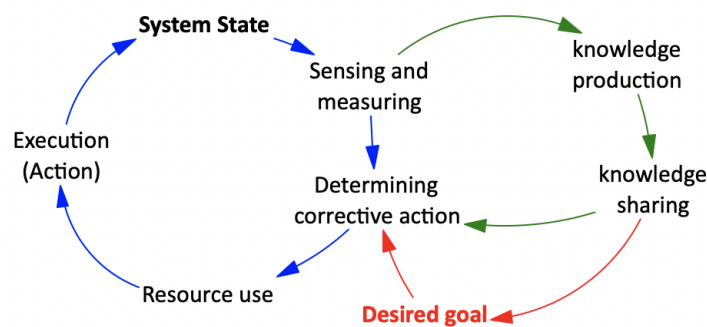 System State
Sensing and
measuring
knowledge
production
Execution
(Action)
Determining
corrective action
knowledge
sharing
Resource use
Desired goal